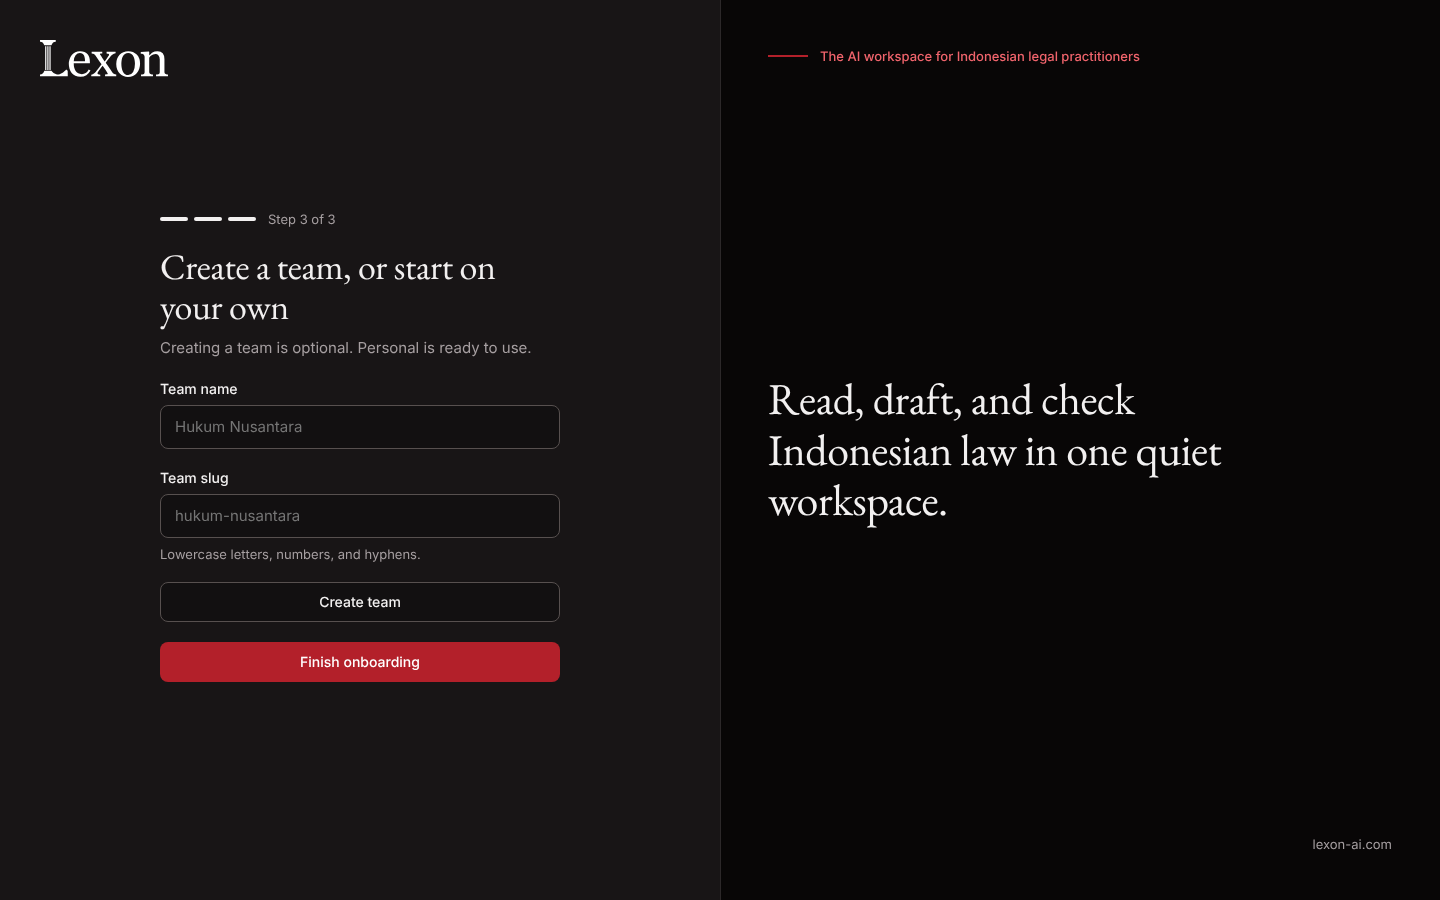 Lexon
Step 3 of 3
Create a team, or start on
your own
Creating a team is optional. Personal is ready to use.
Team name
Hukum Nusantara
Team slug
hukum-nusantara
Lowercase letters, numbers, and hyphens.
Create team
Finish onboarding
The AI workspace for Indonesian legal practitioners
Read, draft, and check
Indonesian law in one quiet
workspace.
lexon-ai.com